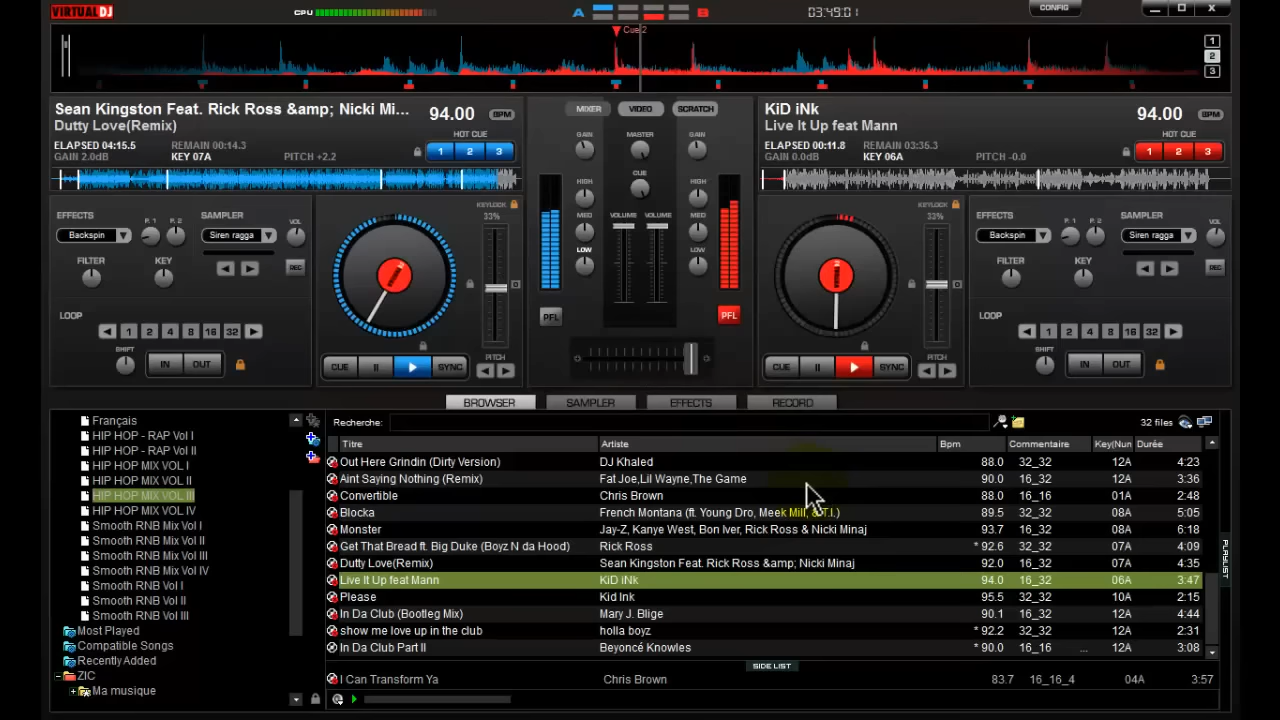 VIRTUAL DJ CPU A B 03:49:01 CONFIG
Cue 2
1
2
3
Sean Kingston Feat. Rick Ross &amp; Nicki Mi... 94.00 BPM
Dutty Love(Remix)
HOT CUE
ELAPSED 04:15.5 REMAIN 00:14.3 1 2 3
GAIN 2.0dB KEY 07A PITCH +2.2
MIXER VIDEO SCRATCH
GAIN MASTER GAIN
CUE
HIGH HIGH
MED VOLUME VOLUME MED
LOW LOW
PFL PFL
KiD iNk 94.00 BPM
Live It Up feat Mann
HOT CUE
ELAPSED 00:11.8 REMAIN 03:35.3 1 2 3
GAIN 0.0dB KEY 06A PITCH -0.0
EFFECTS P. 1 P. 2 SAMPLER VOL
Backspin Siren ragga
FILTER KEY REC
LOOP
1 2 4 8 16 32
SHIFT IN OUT
KEYLOCK
33%
CUE II SYNC PITCH
KEYLOCK
33%
CUE II SYNC PITCH
EFFECTS P. 1 P. 2 SAMPLER VOL
Backspin Siren ragga
FILTER KEY REC
LOOP
1 2 4 8 16 32
SHIFT IN OUT
BROWSER SAMPLER EFFECTS RECORD
Français
HIP HOP - RAP Vol I
HIP HOP - RAP Vol II
HIP HOP MIX VOL I
HIP HOP MIX VOL II
HIP HOP MIX VOL III
HIP HOP MIX VOL IV
Smooth RNB Mix Vol I
Smooth RNB Mix Vol II
Smooth RNB Mix Vol III
Smooth RNB Mix Vol IV
Smooth RNB Vol I
Smooth RNB Vol II
Smooth RNB Vol III
Most Played
Compatible Songs
Recently Added
ZIC
Ma musique
Recherche: 32 files
Titre Artiste Bpm Commentaire Key(Num Durée
Out Here Grindin (Dirty Version) DJ Khaled 88.0 32_32 12A 4:23
Aint Saying Nothing (Remix) Fat Joe,Lil Wayne,The Game 90.0 16_32 12A 3:36
Convertible Chris Brown 88.0 16_16 01A 2:48
Blocka French Montana (ft. Young Dro, Meek Mill, & T.I.) 89.5 16_32 08A 5:05
Monster Jay-Z, Kanye West, Bon Iver, Rick Ross & Nicki Minaj 93.7 16_32 08A 6:18
Get That Bread ft. Big Duke (Boyz N da Hood) Rick Ross * 92.6 32_32 07A 4:09
Dutty Love(Remix) Sean Kingston Feat. Rick Ross &amp; Nicki Minaj 92.0 16_32 07A 4:35
Live It Up feat Mann KiD iNk 94.0 16_32 06A 3:47
Please Kid Ink 95.5 16_32 10A 2:15
In Da Club (Bootleg Mix) Mary J. Blige 90.1 16_32 12A 4:44
show me love up in the club holla boyz * 92.2 32_32 12A 2:31
In Da Club Part II Beyoncé Knowles * 90.0 16_16 ... 12A 3:08
PLAYLIST
SIDE LIST
I Can Transform Ya Chris Brown 83.7 16_16_4 04A 3:57